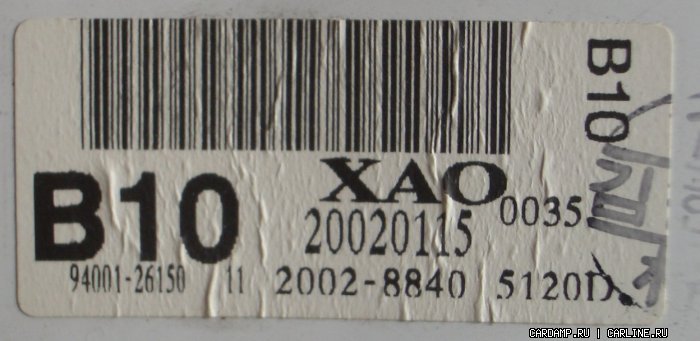 B10
XAO
B10
20020115 0035
94001-26150 11 2002-8840 5120D
CARDAMP.RU | CARLINE.RU